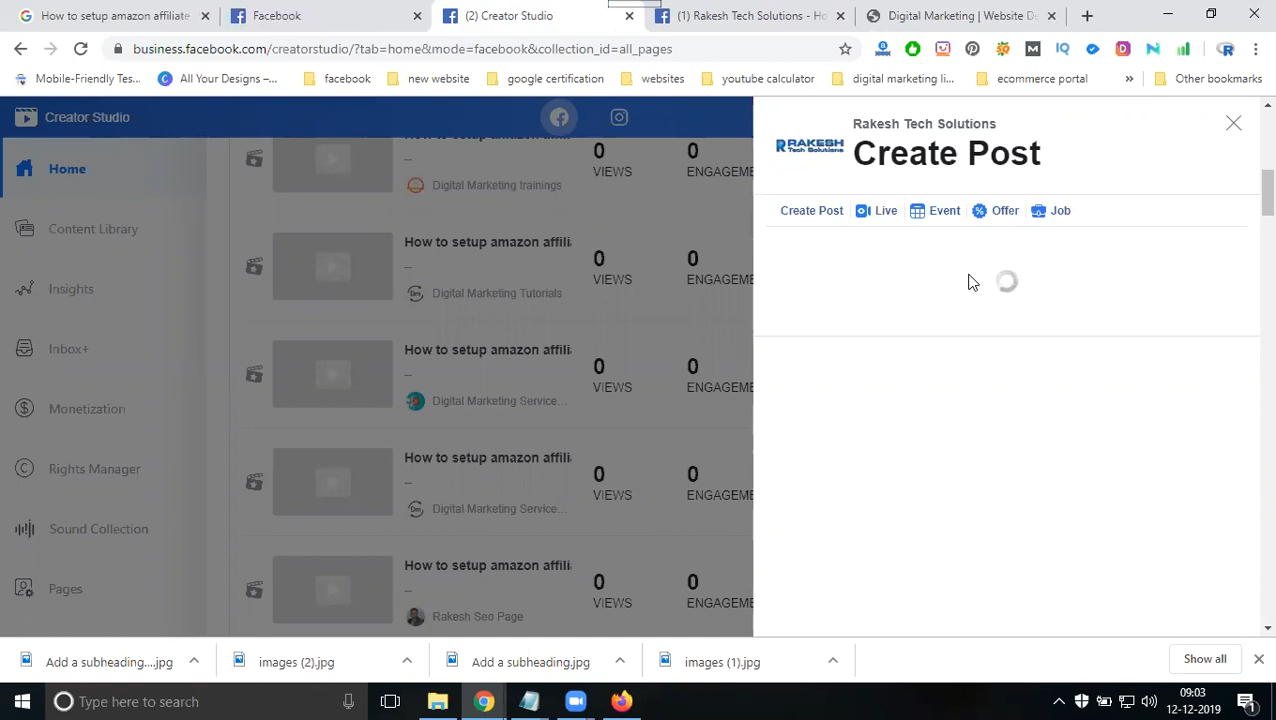 How to setup amazon affiliate
Facebook
(2) Creator Studio
(1) Rakesh Tech Solutions - Ho
Digital Marketing | Website De
business.facebook.com/creatorstudio/?tab=home&mode=facebook&collection_id=all_pages
Mobile-Friendly Tes...
All Your Designs –...
facebook
new website
google certification
websites
youtube calculator
digital marketing li...
ecommerce portal
Other bookmarks
Creator Studio
Home
Content Library
Insights
Inbox+
Monetization
Rights Manager
Sound Collection
Pages
0
VIEWS
0
ENGAGEME
Digital Marketing trainings
How to setup amazon affili
--
Digital Marketing Tutorials
0
VIEWS
0
ENGAGEME
How to setup amazon affili
--
Digital Marketing Service...
0
VIEWS
0
ENGAGEME
How to setup amazon affili
--
Digital Marketing Service...
0
VIEWS
0
ENGAGEME
How to setup amazon affili
--
Rakesh Seo Page
0
VIEWS
0
ENGAGEME
RAKESH
Tech Solutions
Rakesh Tech Solutions
Create Post
Create Post
Live
Event
Offer
Job
Add a subheading....jpg
images (2).jpg
Add a subheading.jpg
images (1).jpg
Show all
Type here to search
09:03
12-12-2019